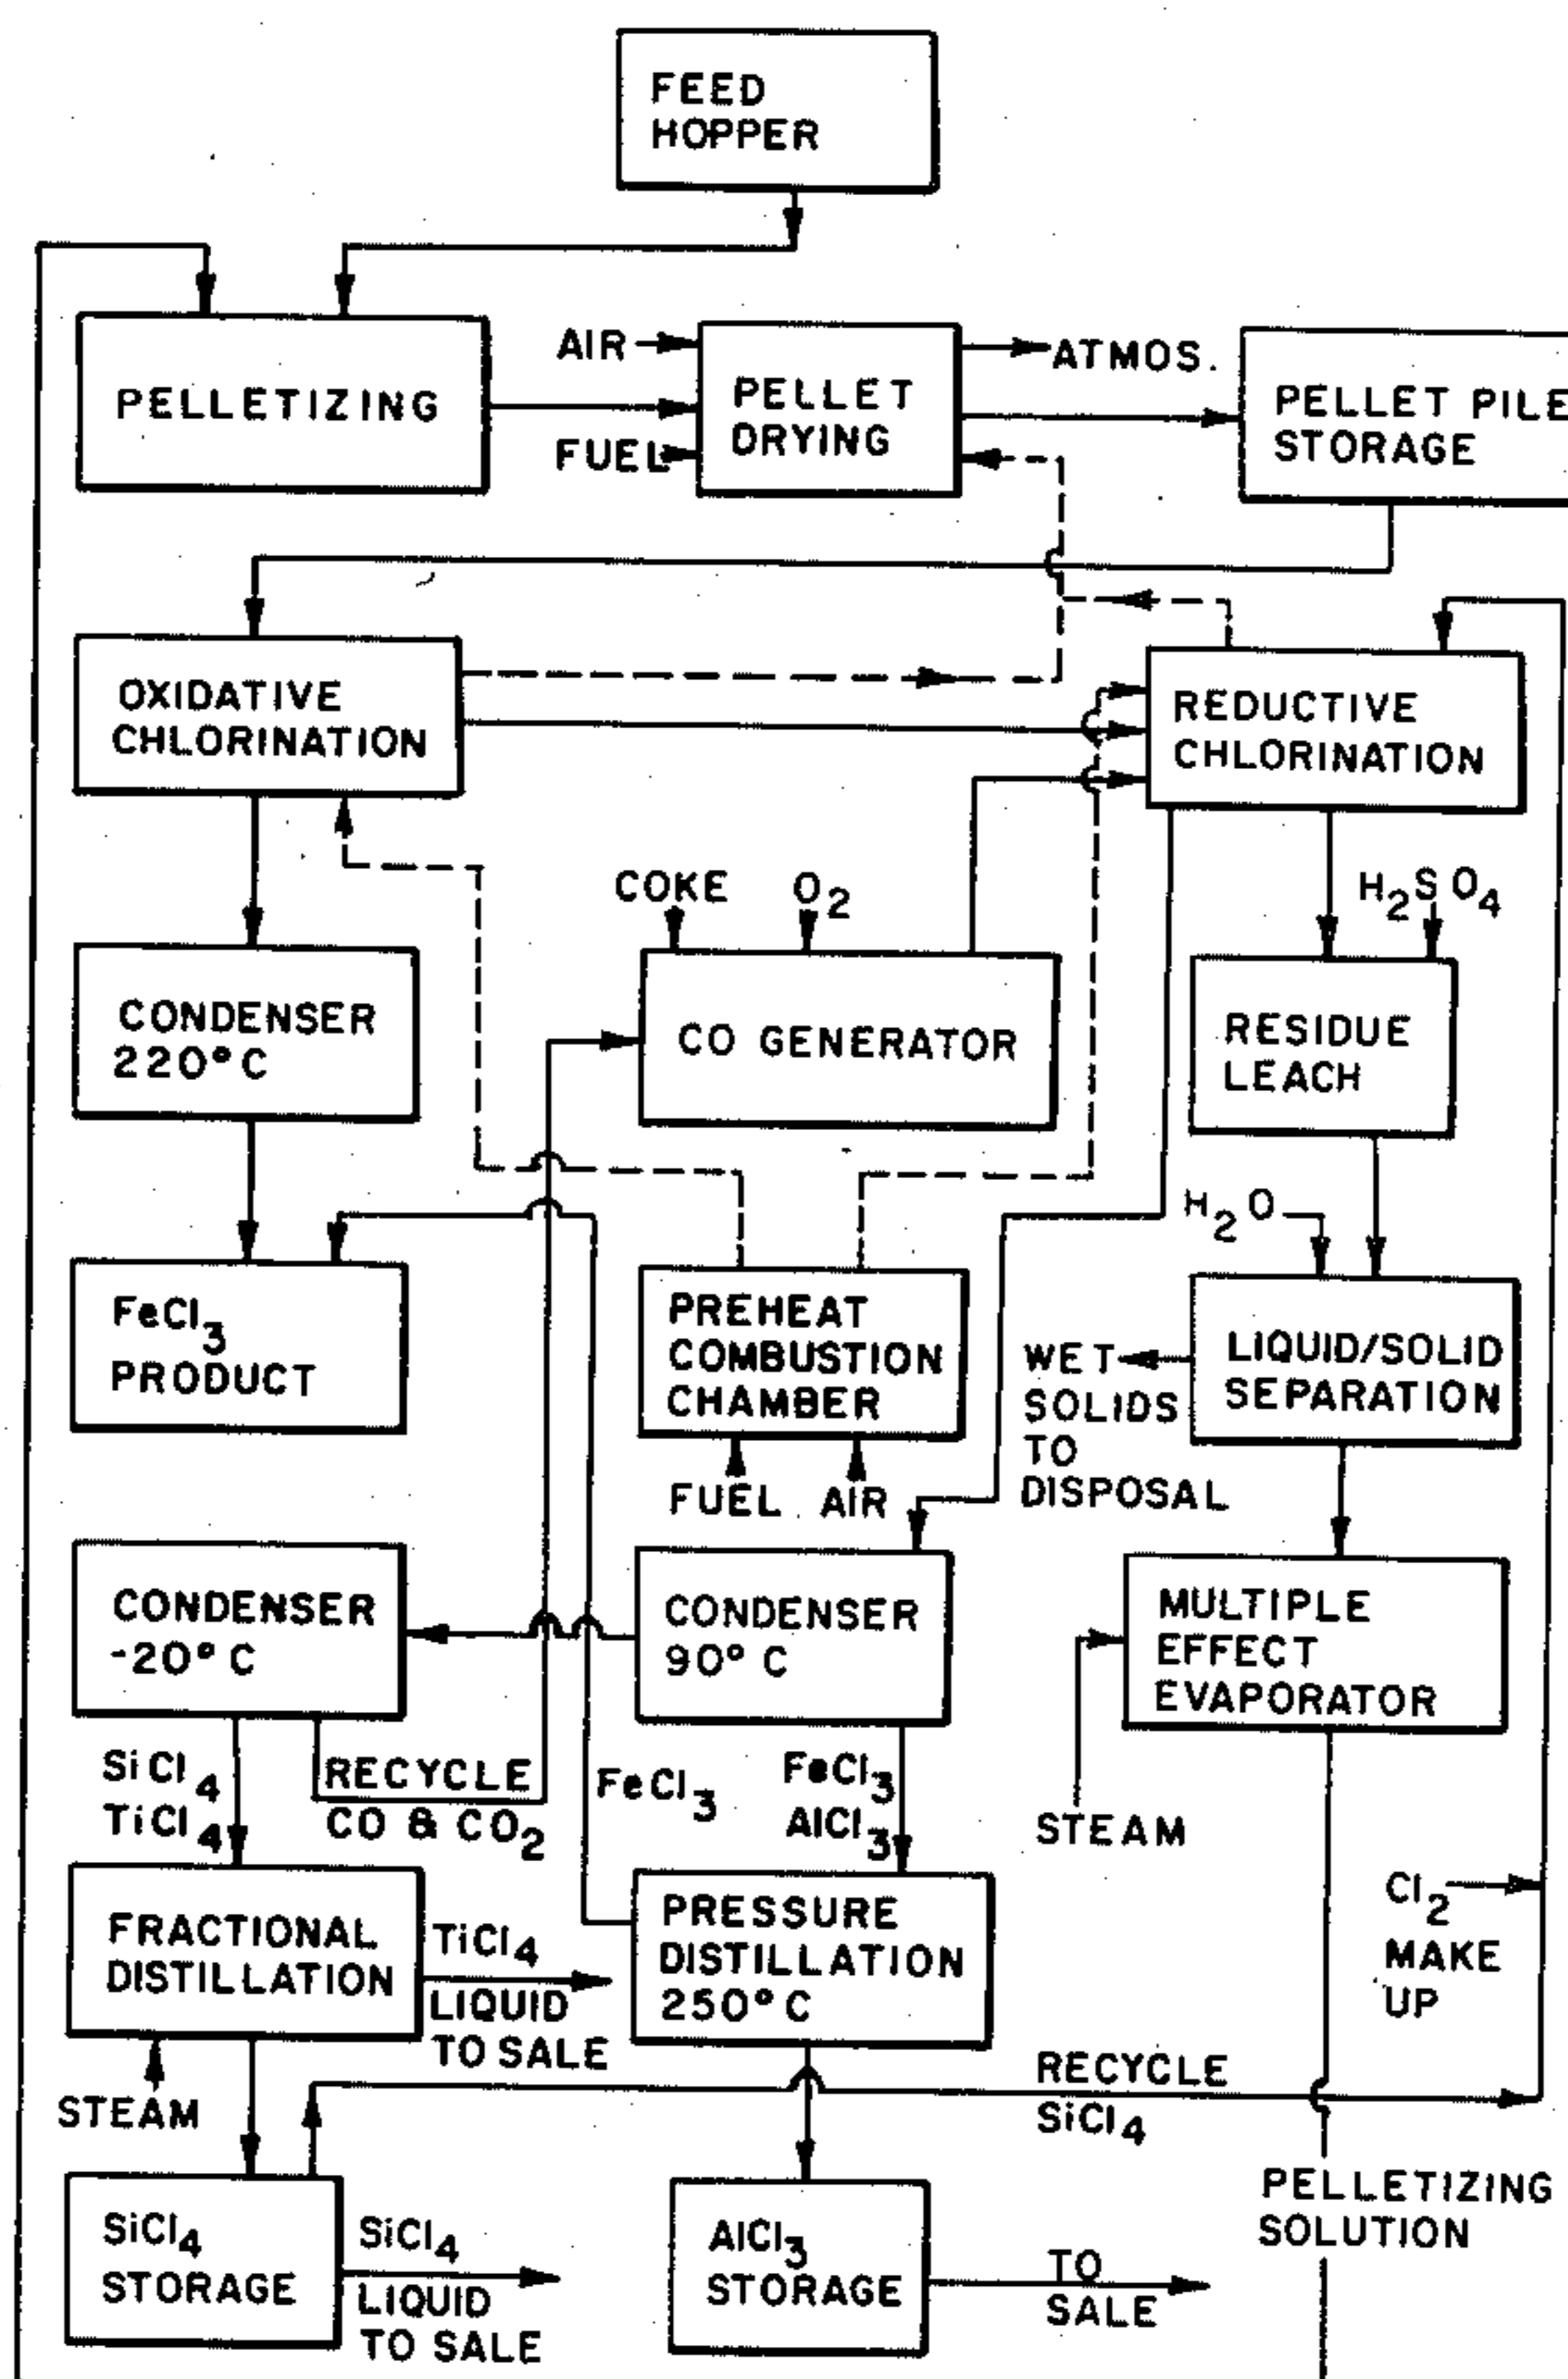 FEED
HOPPER
PELLETIZING
AIR
FUEL
PELLET
DRYING
ATMOS.
PELLET PILE
STORAGE
OXIDATIVE
CHLORINATION
REDUCTIVE
CHLORINATION
COKE
O₂
H₂SO₄
CONDENSER
220°C
CO GENERATOR
RESIDUE
LEACH
H₂O
FeCl₃
PRODUCT
PREHEAT
COMBUSTION
CHAMBER
FUEL AIR
WET
SOLIDS
TO
DISPOSAL
LIQUID/SOLID
SEPARATION
CONDENSER
-20°C
CONDENSER
90°C
MULTIPLE
EFFECT
EVAPORATOR
STEAM
SiCl₄
TiCl₄
RECYCLE
CO & CO₂
FeCl₃
FeCl₃
AlCl₃
FRACTIONAL
DISTILLATION
TiCl₄
LIQUID
TO SALE
PRESSURE
DISTILLATION
250°C
Cl₂
MAKE
UP
STEAM
RECYCLE
SiCl₄
SiCl₄
STORAGE
SiCl₄
LIQUID
TO SALE
AlCl₃
STORAGE
TO
SALE
PELLETIZING
SOLUTION